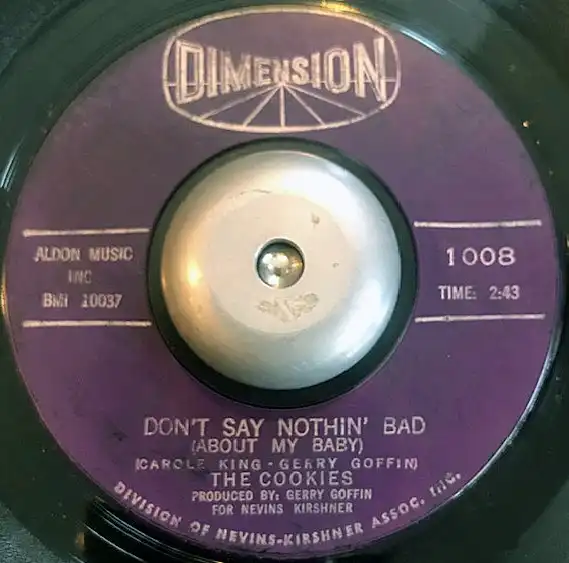 DIMENSION
ALDON MUSIC
INC
BMI 10037
1008
TIME: 2:43
DON'T SAY NOTHIN' BAD
(ABOUT MY BABY)
(CAROLE KING - GERRY GOFFIN)
THE COOKIES
PRODUCED BY: GERRY GOFFIN
FOR NEVINS KIRSHNER
DIVISION OF NEVINS-KIRSHNER ASSOC. INC.